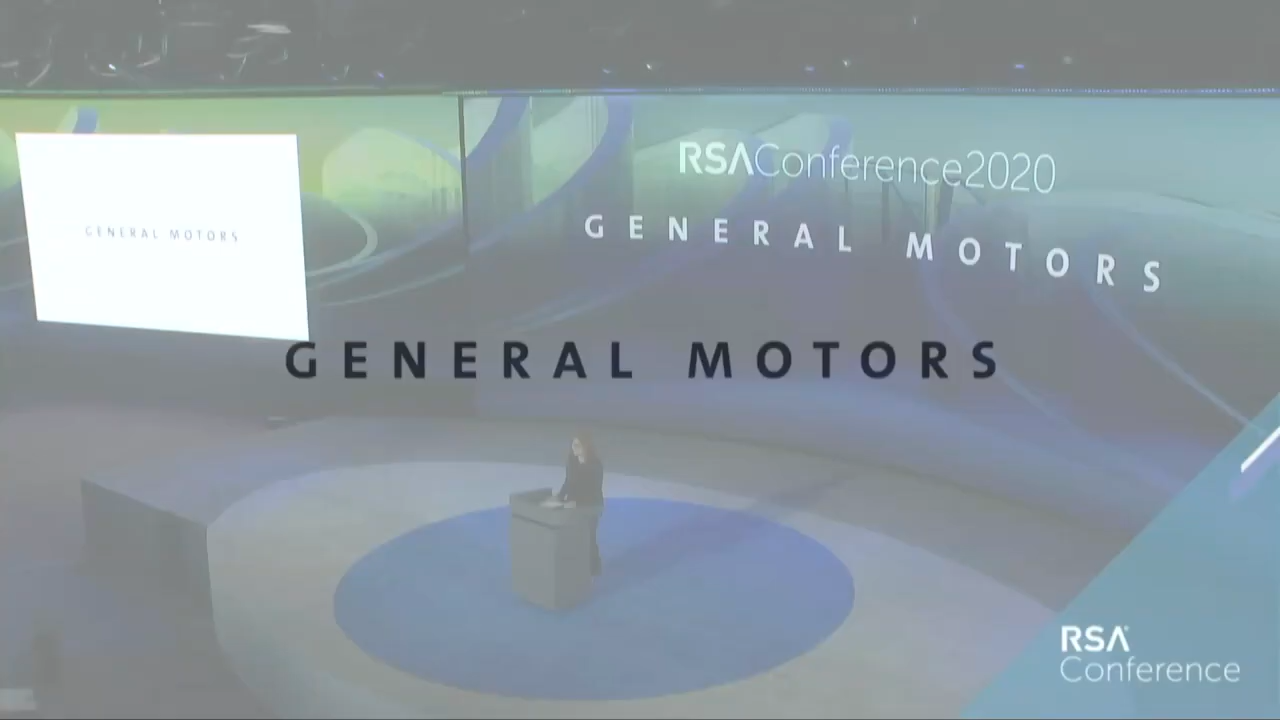 RSAConference2020
GENERAL MOTORS
GENERAL MOTORS
GENERAL MOTORS
RSA
Conference